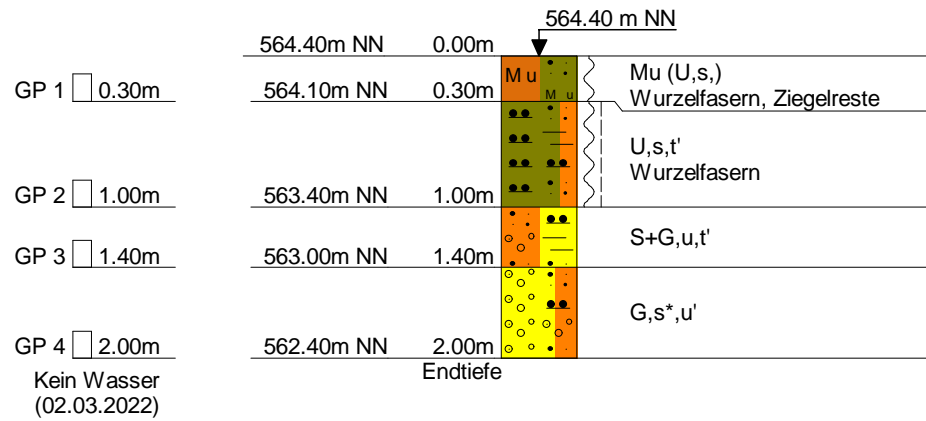 564.40 m NN
564.40m NN 0.00m
GP 1 0.30m 564.10m NN 0.30m
M u
M u
Mu (U,s,)
Wurzelfasern, Ziegelreste
U,s,t'
Wurzelfasern
GP 2 1.00m 563.40m NN 1.00m
S+G,u,t'
GP 3 1.40m 563.00m NN 1.40m
G,s*,u'
GP 4 2.00m 562.40m NN 2.00m
Endtiefe
Kein Wasser
(02.03.2022)